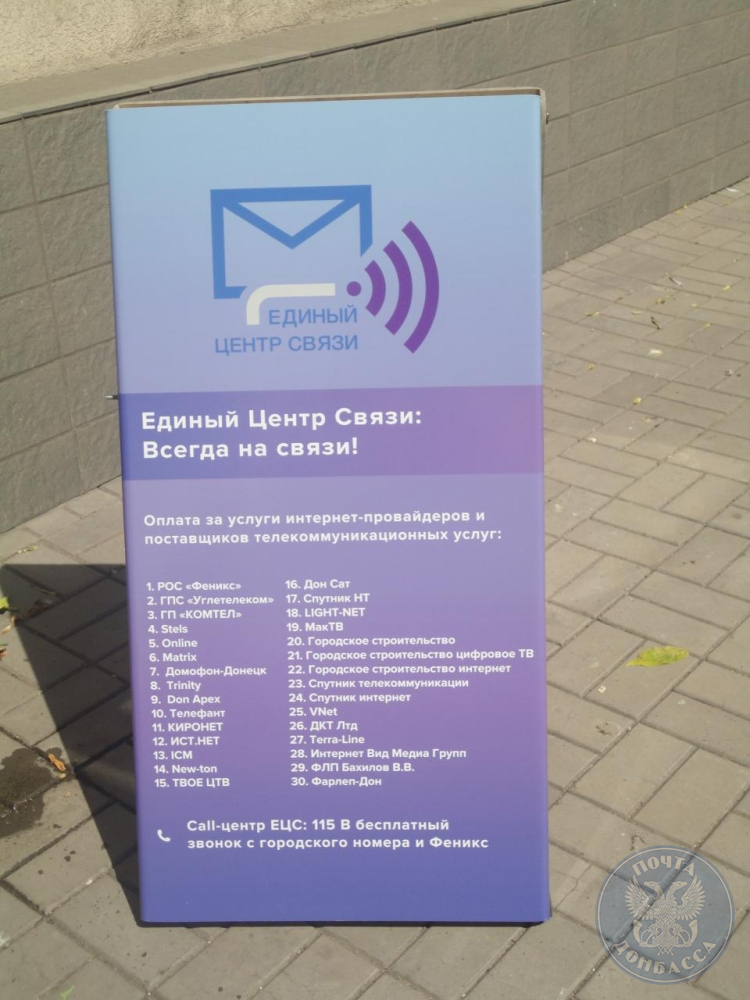 ЕДИНЫЙ
ЦЕНТР СВЯЗИ
Единый Центр Связи:
Всегда на связи!
Оплата за услуги интернет-провайдеров и
поставщиков телекоммуникационных услуг:
1. РОС «Феникс»
2. ГПС «Углетелеком»
3. ГП «КОМТЕЛ»
4. Stels
5. Online
6. Matrix
7. Домофон-Донецк
8. Trinity
9. Don Apex
10. Телефант
11. КИРОНЕТ
12. ИСТ.НЕТ
13. ICM
14. New-ton
15. ТВОЕ ЦТВ
16. Дон Сат
17. Спутник НТ
18. LIGHT-NET
19. МакТВ
20. Городское строительство
21. Городское строительство цифровое ТВ
22. Городское строительство интернет
23. Спутник телекоммуникации
24. Спутник интернет
25. VNet
26. ДКТ Лтд
27. Terra-Line
28. Интернет Вид Медиа Групп
29. ФЛП Бахилов В.В.
30. Фарлеп-Дон
Call-центр ЕЦС: 115 В бесплатный
звонок с городского номера и Феникс
ПОЧТА
ДОНБАССА